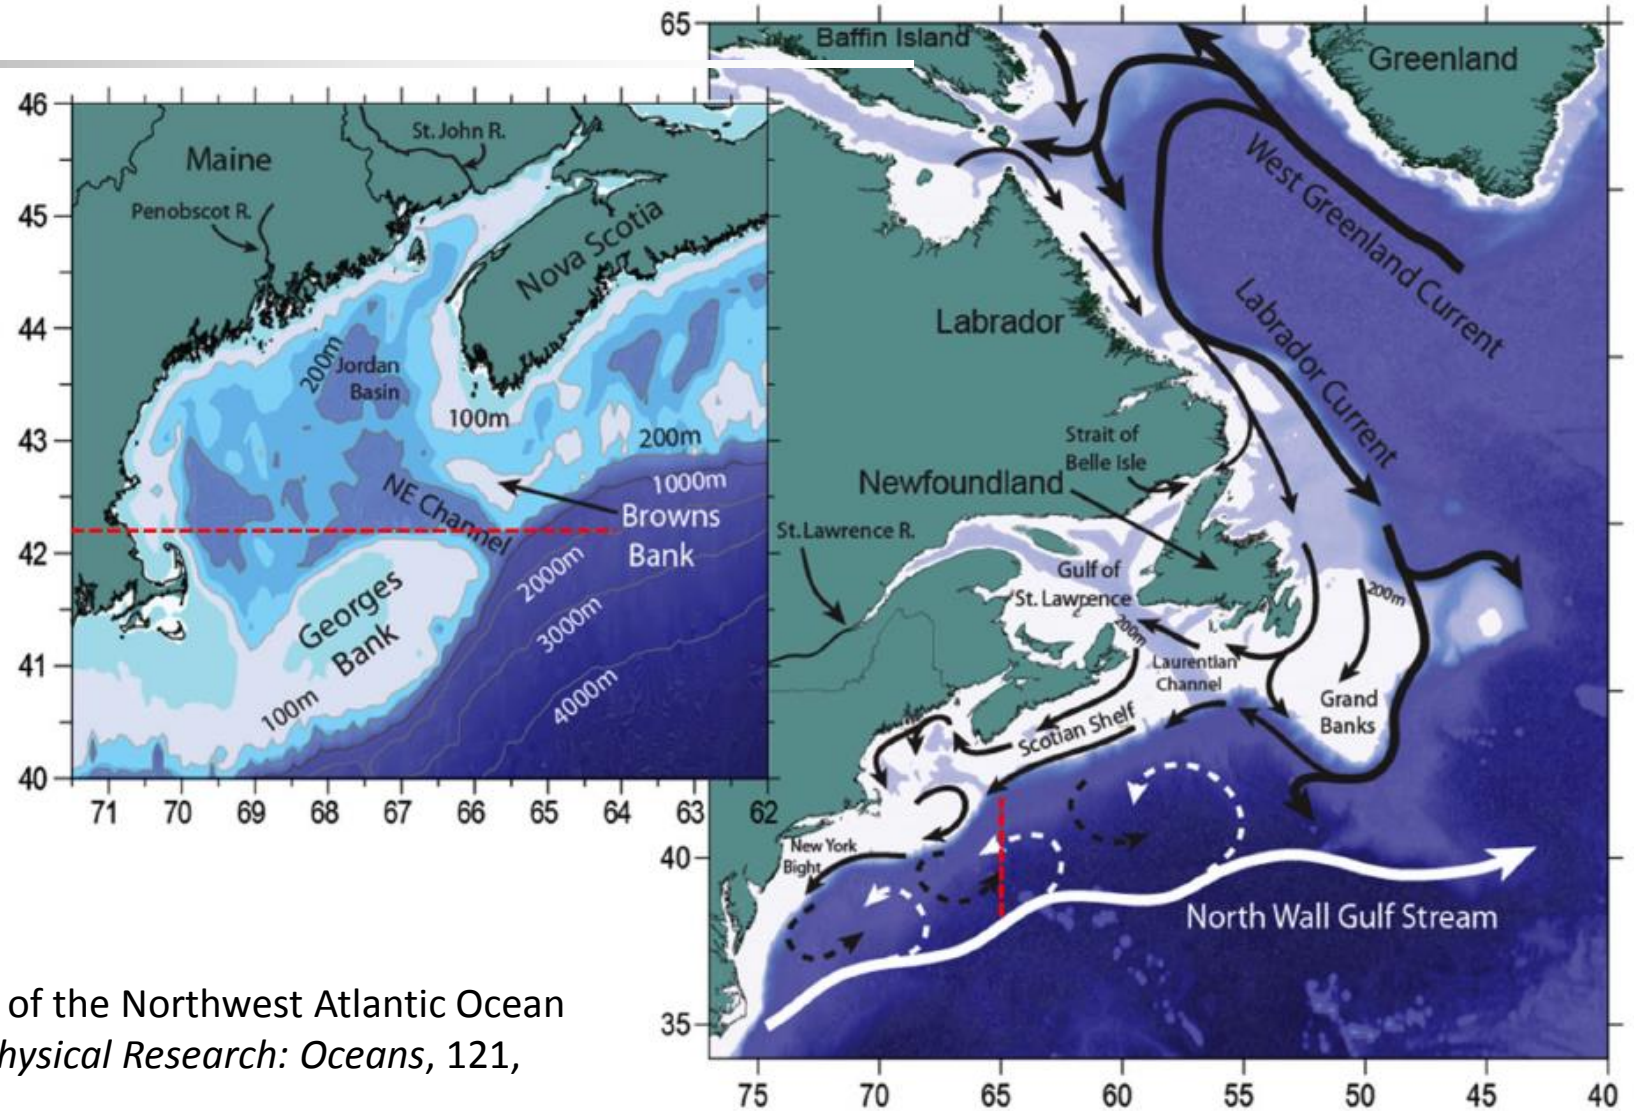 46
45
44
43
42
41
40
71
70
69
68
67
66
65
64
63
62
Maine
St. John R.
Penobscot R.
Nova Scotia
200m
Jordan
Basin
100m
200m
1000m
NE Channel
Browns
Bank
Georges
Bank
2000m
3000m
4000m
100m
65
40
35
75
70
65
60
55
50
45
40
Baffin Island
Greenland
West Greenland Current
Labrador
Labrador Current
Strait of
Belle Isle
Newfoundland
St.Lawrence R.
Gulf of
St. Lawrence
200m
200m
Laurentian
Channel
Grand
Banks
Scotian Shelf
New York
Bight
North Wall Gulf Stream
of the Northwest Atlantic Ocean
hysical Research: Oceans, 121,